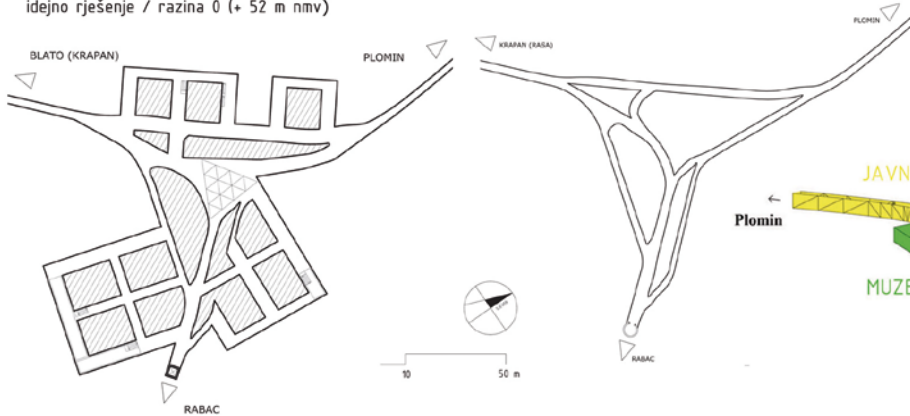 idejno rješenje / razina 0 (+ 52 m nmv)
BLATO (KRAPAN)
PLOMIN
RABAC
KRAPAN (RAŠA)
PLOMIN
RABAC
10 50 m
JAVN
Plomin
MUZE